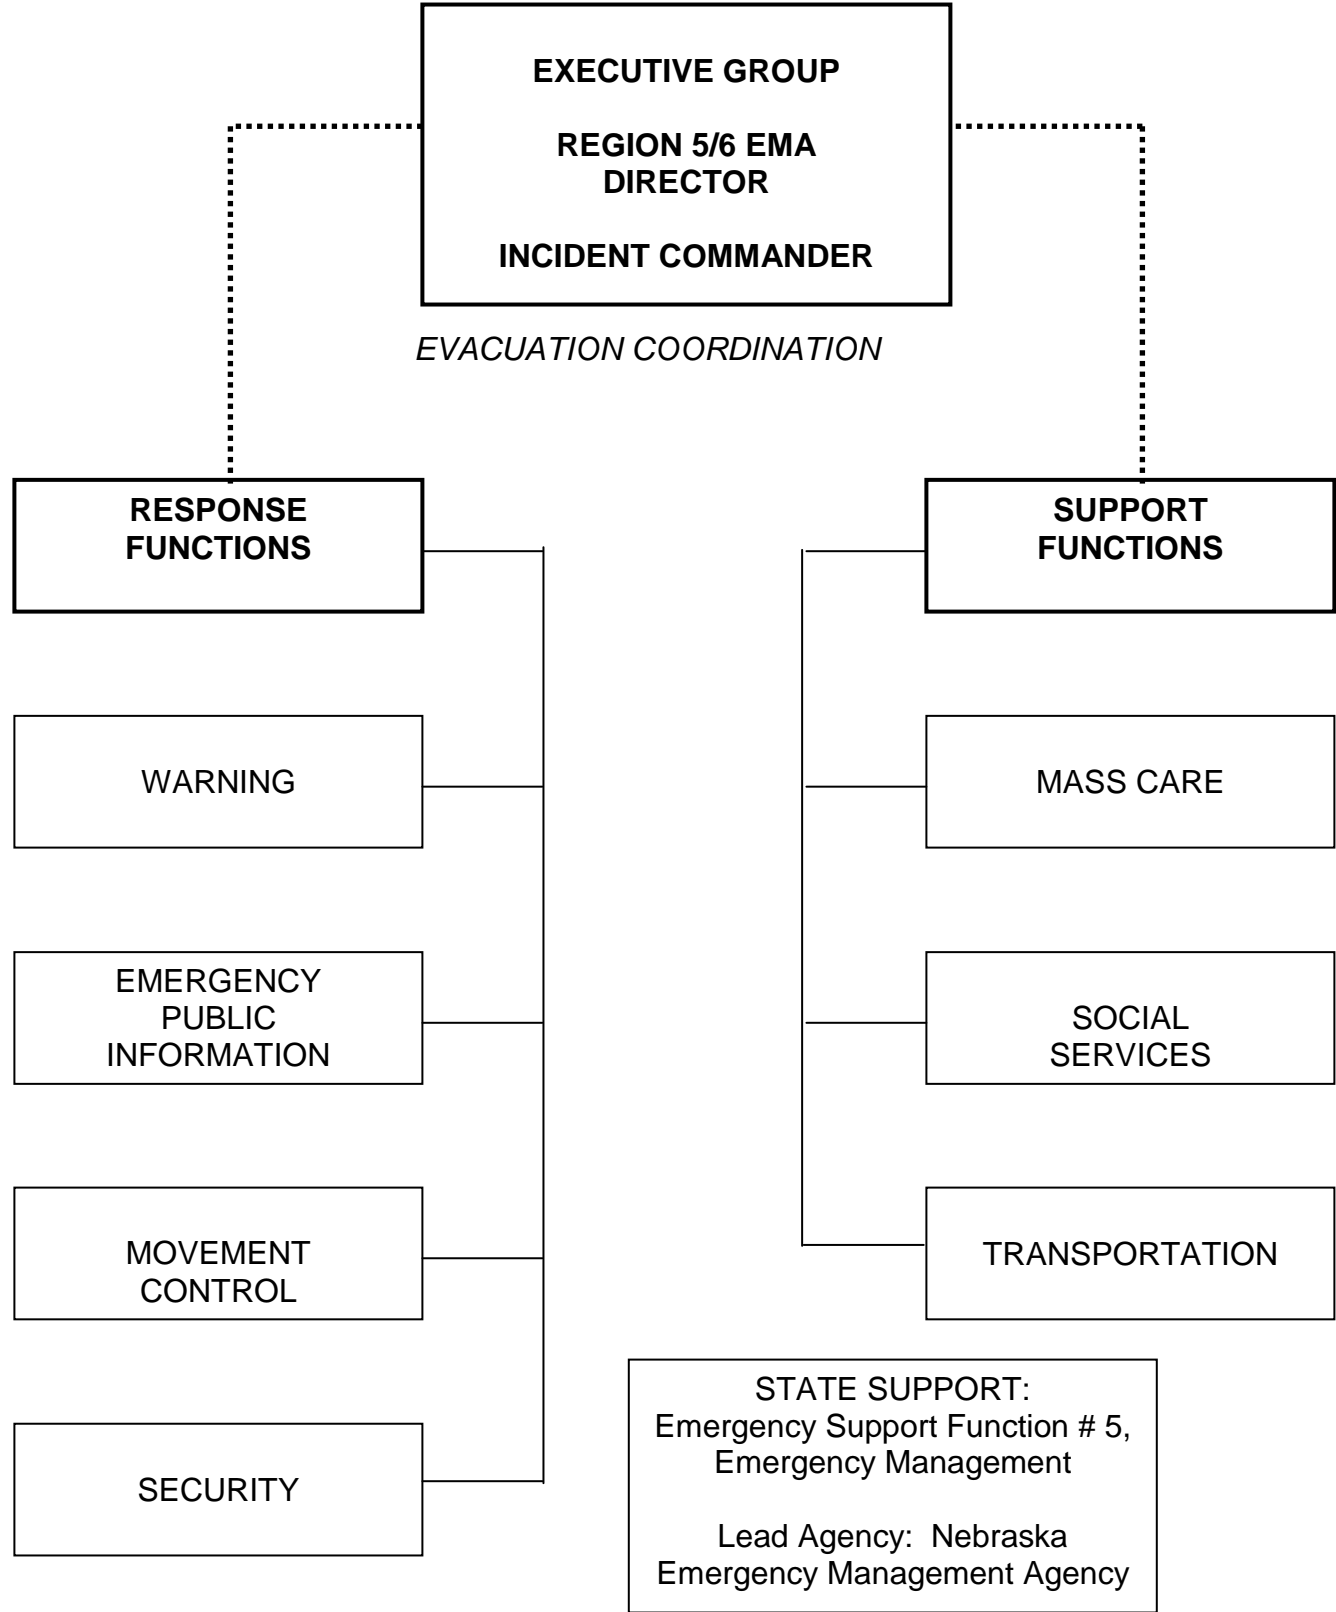 EXECUTIVE GROUP
REGION 5/6 EMA
DIRECTOR
INCIDENT COMMANDER
EVACUATION COORDINATION
RESPONSE
FUNCTIONS
WARNING
EMERGENCY
PUBLIC
INFORMATION
MOVEMENT
CONTROL
SECURITY
SUPPORT
FUNCTIONS
MASS CARE
SOCIAL
SERVICES
TRANSPORTATION
STATE SUPPORT:
Emergency Support Function # 5,
Emergency Management
Lead Agency:  Nebraska
Emergency Management Agency